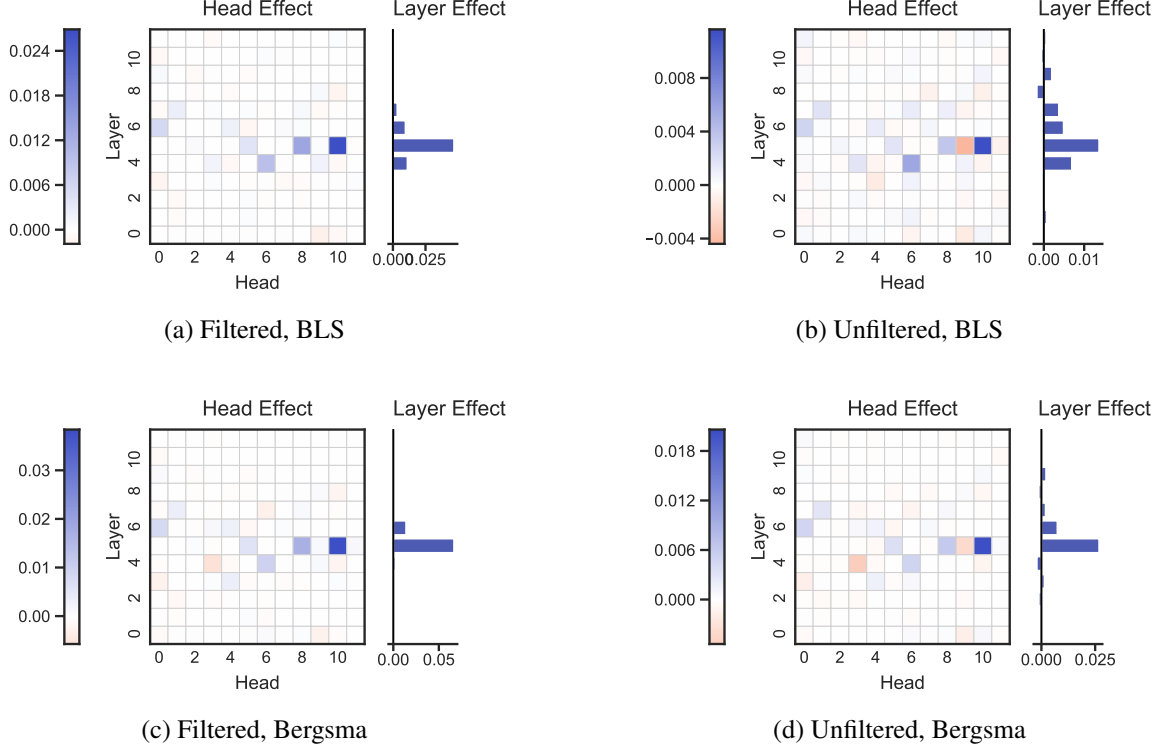 Head Effect Layer Effect
0.024
0.018
0.012
0.006
0.000
Layer
10
8
6
4
2
0
0 2 4 6 8 10
Head
0.000 0.025
(a) Filtered, BLS
Head Effect Layer Effect
0.008
0.004
0.000
−0.004
Layer
10
8
6
4
2
0
0 2 4 6 8 10
Head
0.00 0.01
(b) Unfiltered, BLS
Head Effect Layer Effect
0.03
0.02
0.01
0.00
Layer
10
8
6
4
2
0
0 2 4 6 8 10
Head
0.00 0.05
(c) Filtered, Bergsma
Head Effect Layer Effect
0.018
0.012
0.006
0.000
Layer
10
8
6
4
2
0
0 2 4 6 8 10
Head
0.000 0.025
(d) Unfiltered, Bergsma